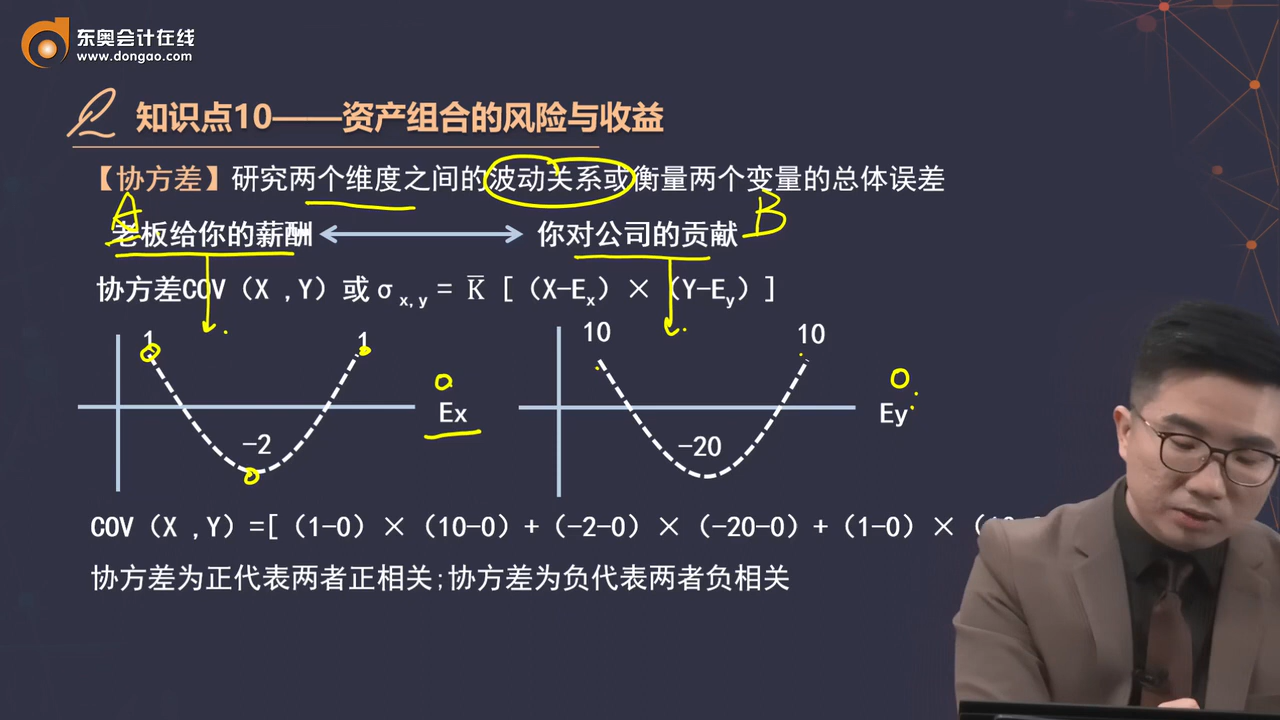 东奥会计在线
www.dongao.com
知识点10——资产组合的风险与收益
【协方差】研究两个维度之间的波动关系或衡量两个变量的总体误差
A B
老板给你的薪酬 你对公司的贡献
协方差COV（X ,Y）或σx,y = K̅ [（X-Ex）×（Y-Ey）]
1 1 10 10
0 0
Ex Ey
-2 -20
COV（X ,Y）=[（1-0）×（10-0）+（-2-0）×（-20-0）+（1-0）×
协方差为正代表两者正相关;协方差为负代表两者负相关